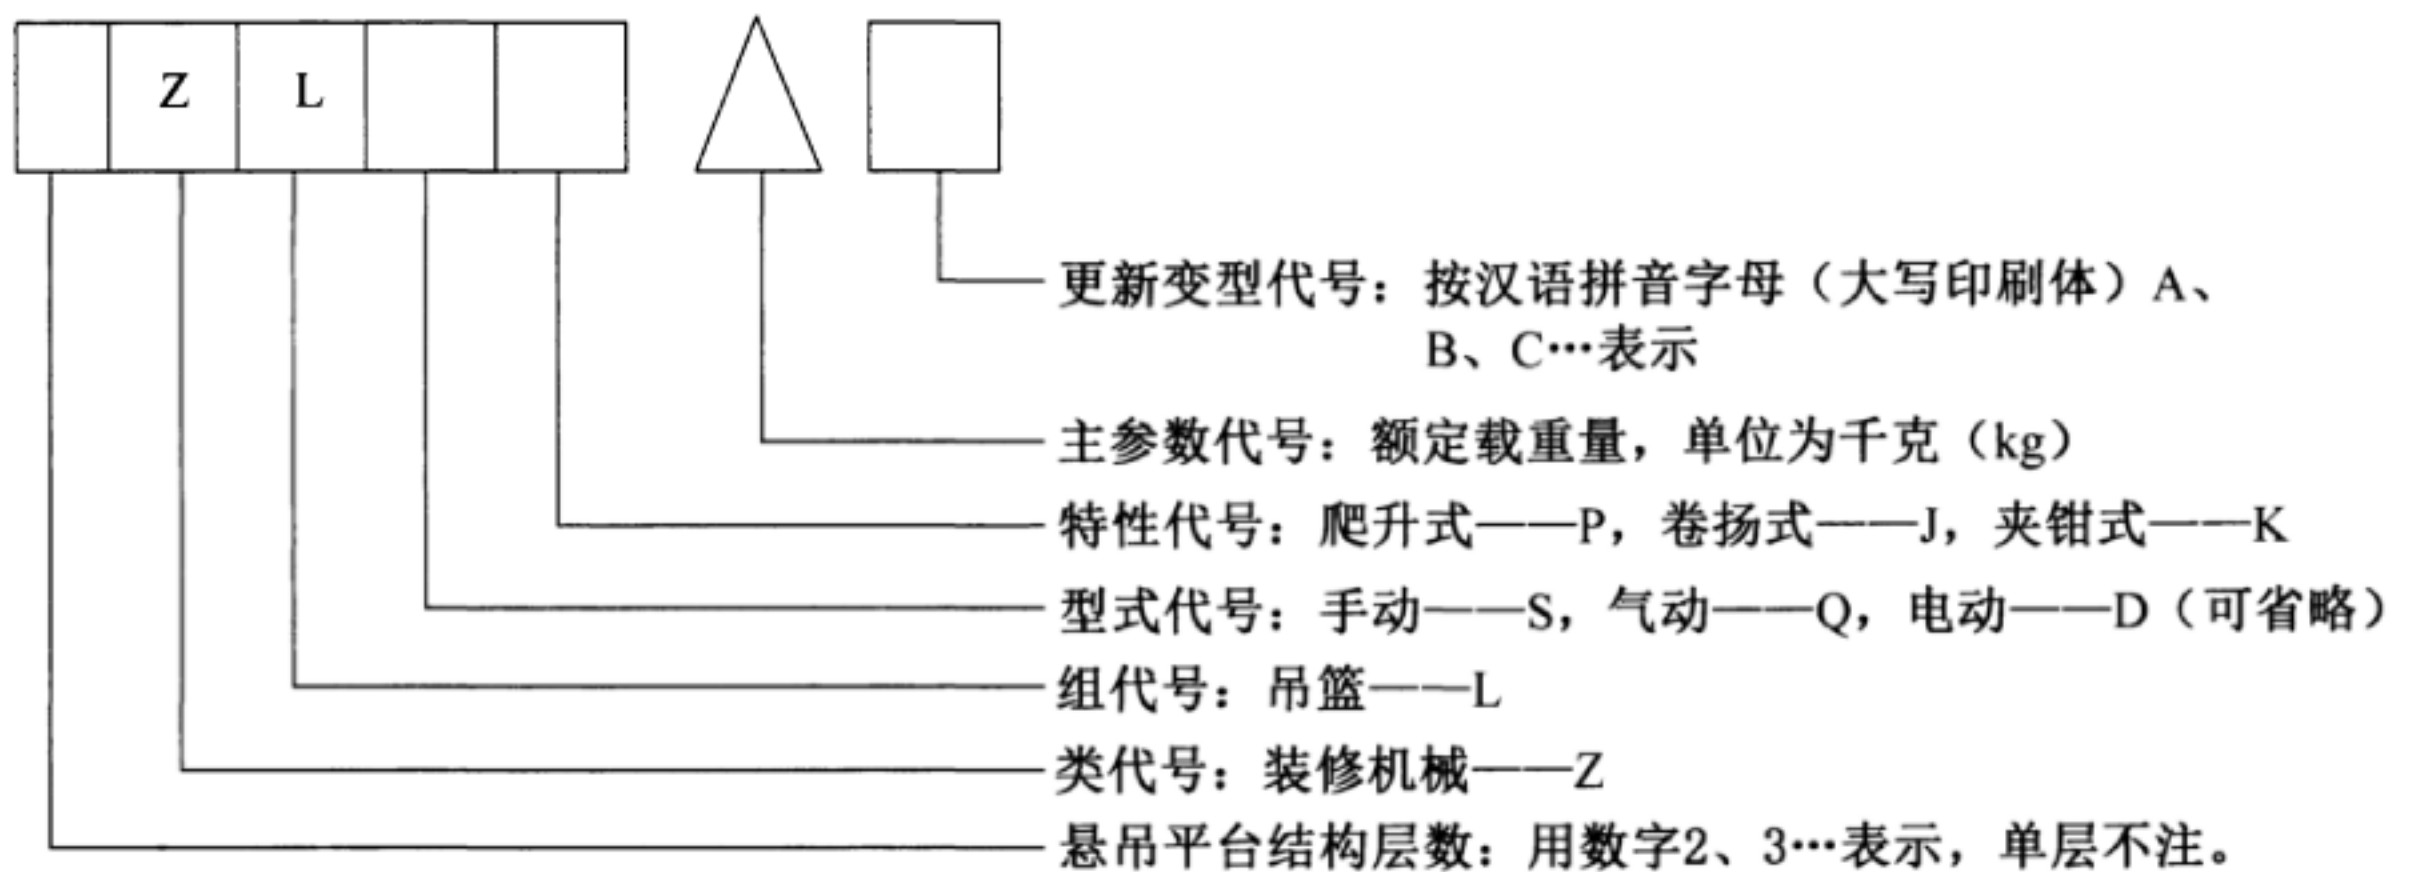 Z L
更新变型代号：按汉语拼音字母（大写印刷体）A、
B、C…表示
主参数代号：额定载重量，单位为千克（kg）
特性代号：爬升式——P，卷扬式——J，夹钳式——K
型式代号：手动——S，气动——Q，电动——D（可省略）
组代号：吊篮——L
类代号：装修机械——Z
悬吊平台结构层数：用数字2、3…表示，单层不注。